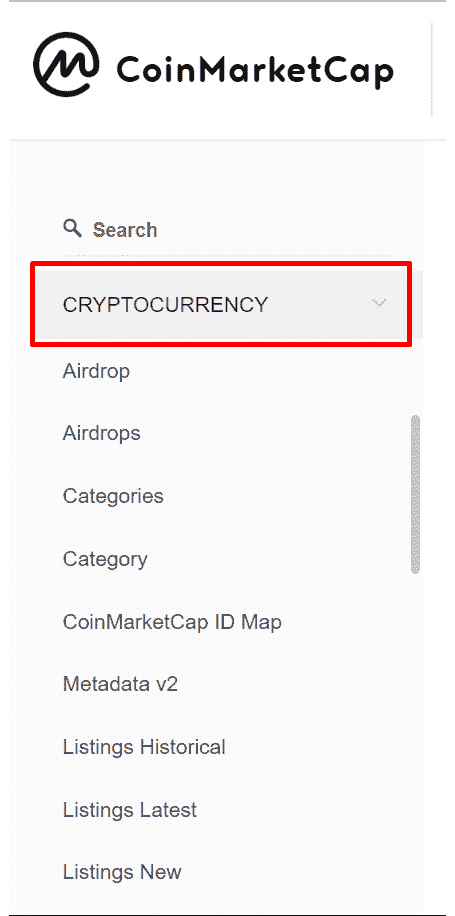 CoinMarketCap
Search
CRYPTOCURRENCY
Airdrop
Airdrops
Categories
Category
CoinMarketCap ID Map
Metadata v2
Listings Historical
Listings Latest
Listings New